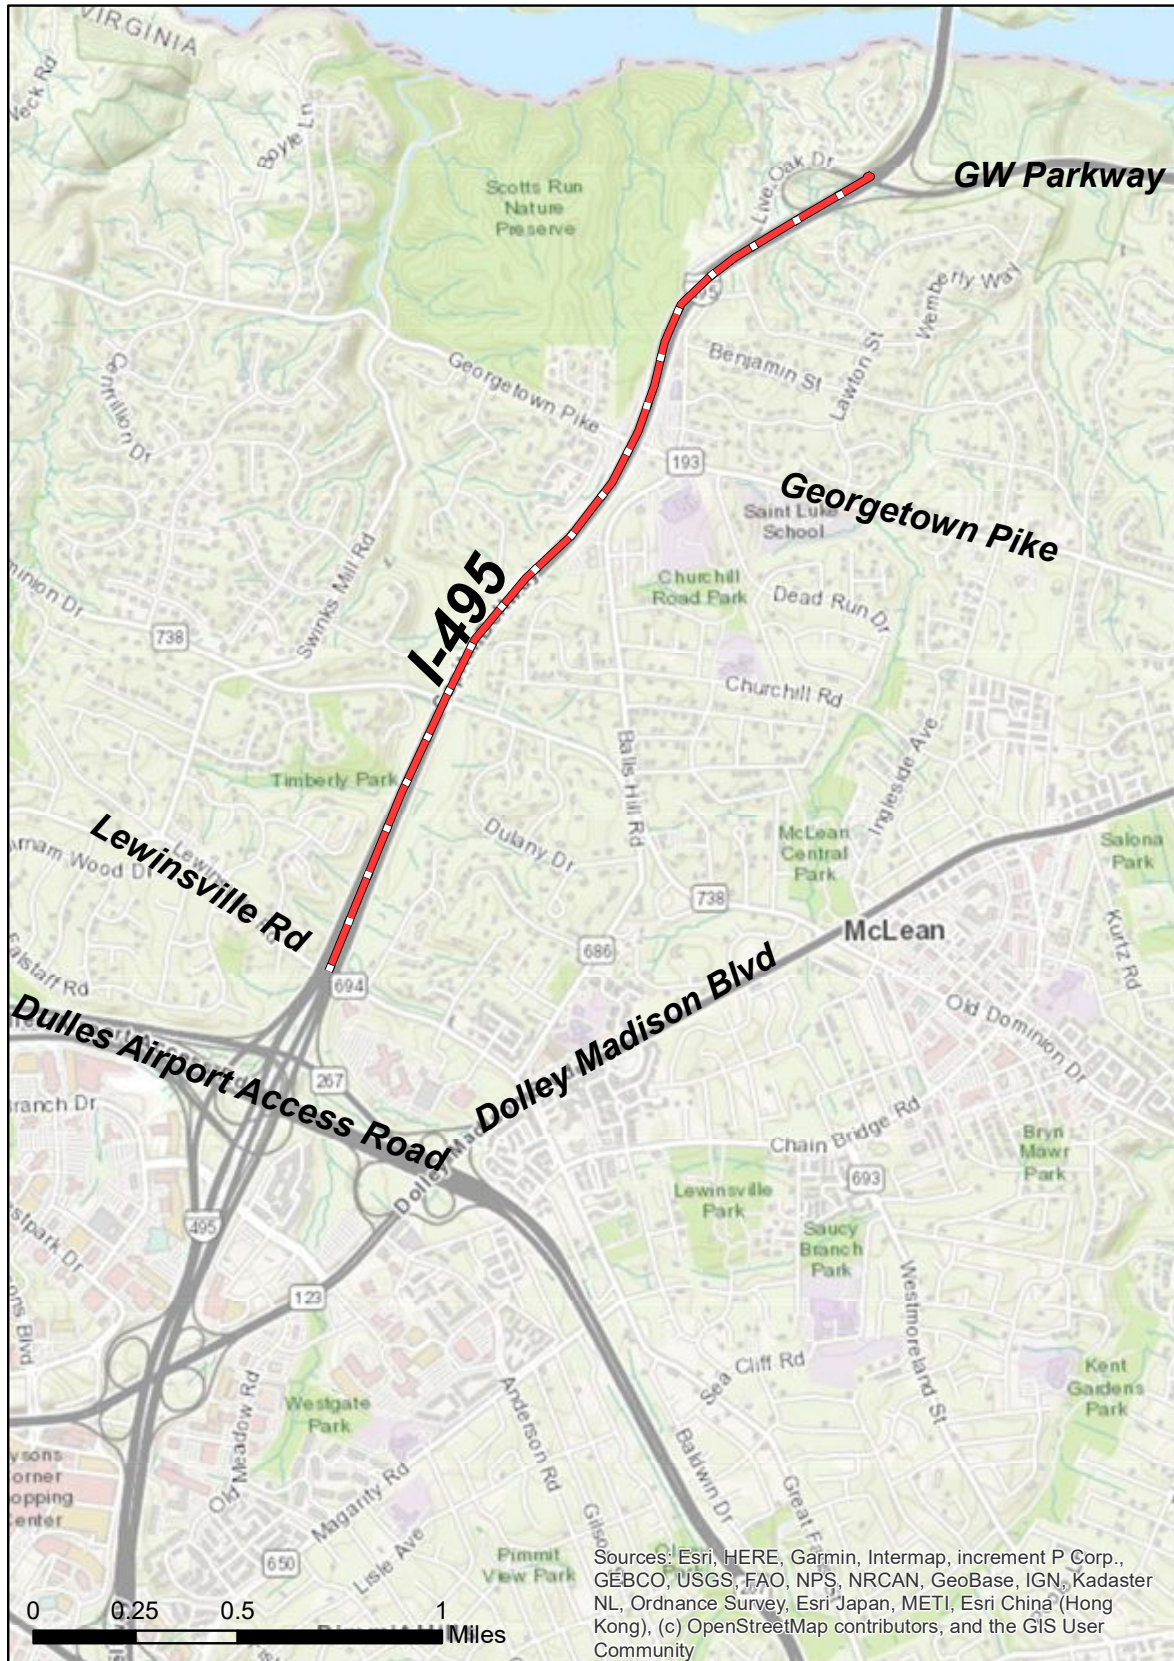 VIRGINIA
Boyle Ln
Scotts Run
Nature
Preserve
Live Oak Dr
GW Parkway
Wemberly Way
Benjamin St
Lawton St
Georgetown Pike
193
Georgetown Pike
Saint Luke
School
Swinks Mill Rd
738
I-495
Churchill
Road Park
Dead Run Dr
Churchill Rd
Balls Hill Rd
Ingleside Ave
Timberly Park
Dulany Dr
McLean
Central
Park
Salona
Park
Lewinsville Rd
738
McLean
Kurtz Rd
686
694
Old Dominion Dr
Dulles Airport Access Road
Dolley Madison Blvd
267
Chain Bridge Rd
Bryn
Mawr
Park
693
Lewinsville
Park
Saucy
Branch
Park
495
123
Westmoreland St
Sea Cliff Rd
Kent
Gardens
Park
Old Meadow Rd
Westgate
Park
Anderson Rd
Baldwin Dr
Magarity Rd
Lisle Ave
650
Pimmit
View Park
Sources: Esri, HERE, Garmin, Intermap, increment P Corp.,
GEBCO, USGS, FAO, NPS, NRCAN, GeoBase, IGN, Kadaster
NL, Ordnance Survey, Esri Japan, METI, Esri China (Hong
Kong), (c) OpenStreetMap contributors, and the GIS User
Community
0 0.25 0.5 1
Miles